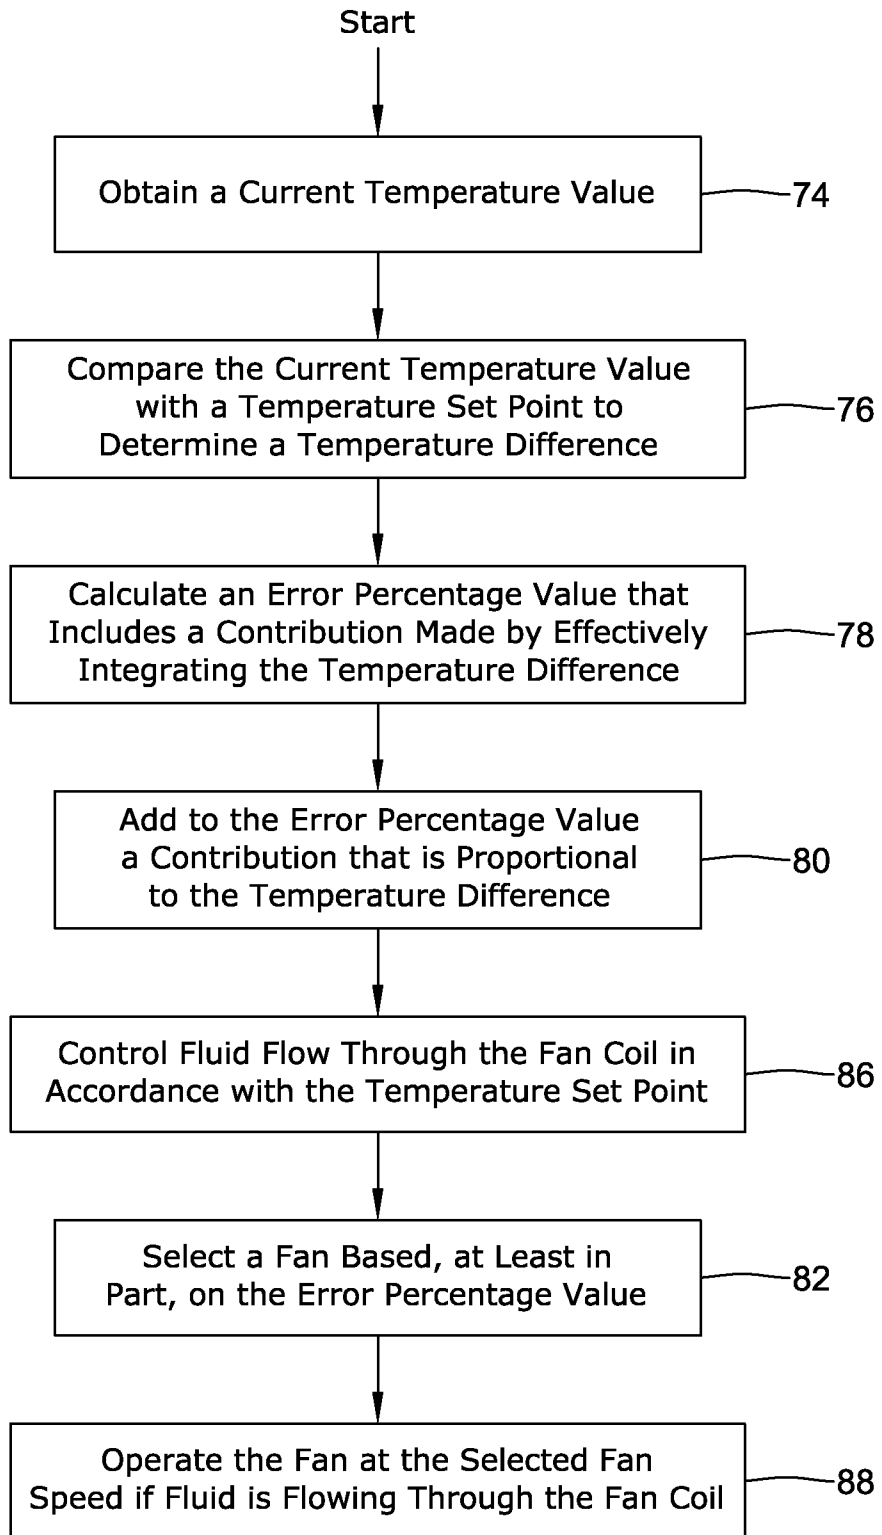 Start
Obtain a Current Temperature Value
74
Compare the Current Temperature Value
with a Temperature Set Point to
Determine a Temperature Difference
76
Calculate an Error Percentage Value that
Includes a Contribution Made by Effectively
Integrating the Temperature Difference
78
Add to the Error Percentage Value
a Contribution that is Proportional
to the Temperature Difference
80
Control Fluid Flow Through the Fan Coil in
Accordance with the Temperature Set Point
86
Select a Fan Based, at Least in
Part, on the Error Percentage Value
82
Operate the Fan at the Selected Fan
Speed if Fluid is Flowing Through the Fan Coil
88